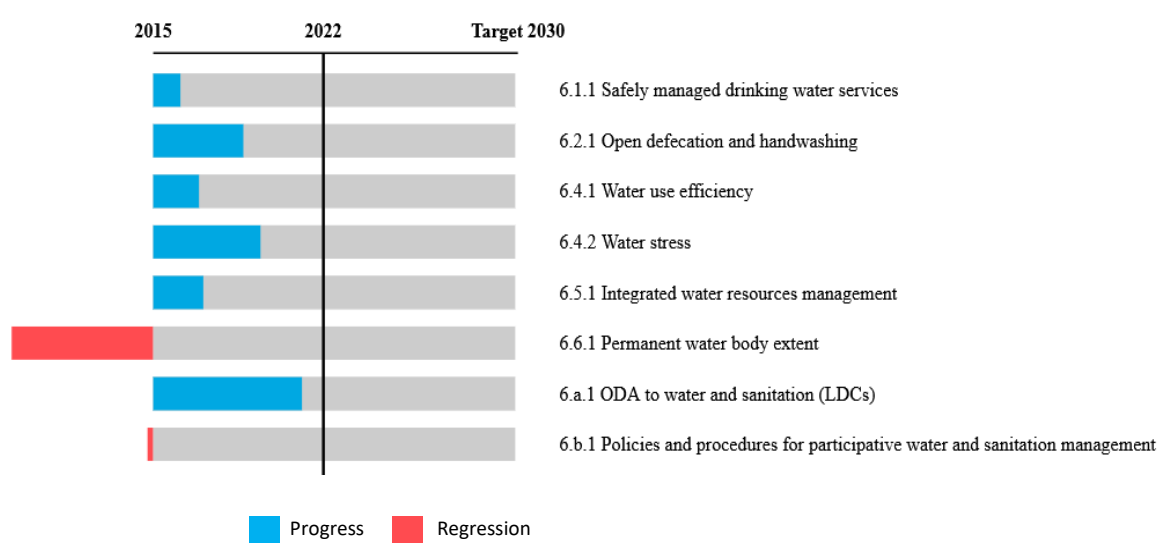 2015 2022 Target 2030
6.1.1 Safely managed drinking water services
6.2.1 Open defecation and handwashing
6.4.1 Water use efficiency
6.4.2 Water stress
6.5.1 Integrated water resources management
6.6.1 Permanent water body extent
6.a.1 ODA to water and sanitation (LDCs)
6.b.1 Policies and procedures for participative water and sanitation management
Progress Regression